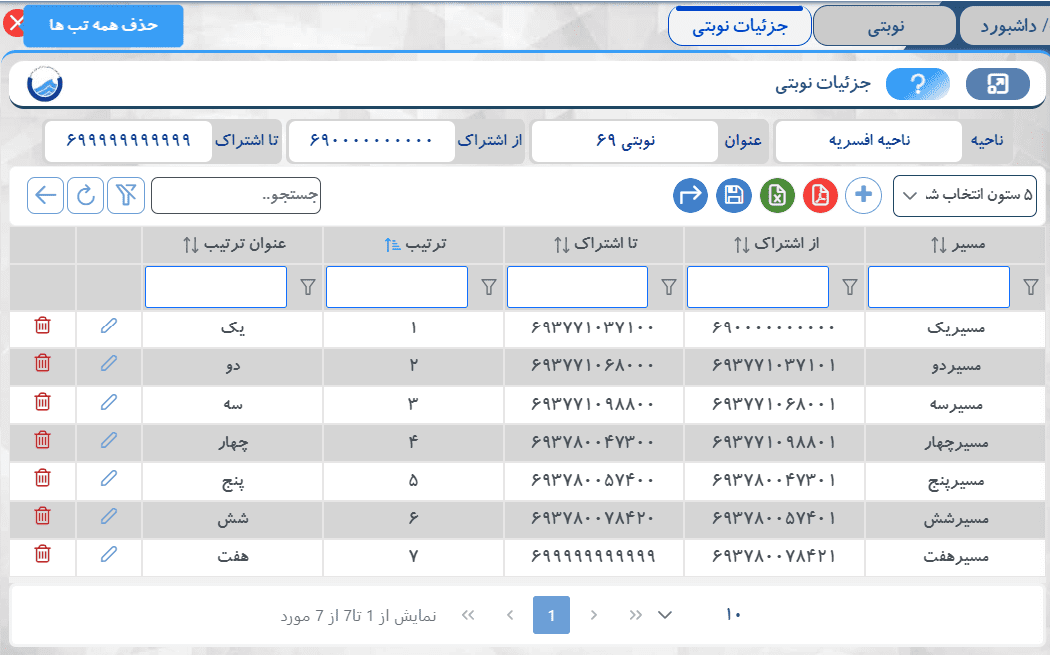 / داشبورد نوبتی جزئیات نوبتی حذف همه تب ها
جزئیات نوبتی ?
ناحیه ناحیه افسریه عنوان نوبتی ۶۹ از اشتراک ۶۹۰۰۰۰۰۰۰۰۰۰ تا اشتراک ۶۹۹۹۹۹۹۹۹۹۹۹
۵ ستون انتخاب شد جستجو..
مسیر از اشتراک تا اشتراک ترتیب عنوان ترتیب
مسیریک ۶۹۰۰۰۰۰۰۰۰۰۰ ۶۹۳۷۷۱۰۳۷۱۰۰ ۱ یک
مسیردو ۶۹۳۷۷۱۰۳۷۱۰۱ ۶۹۳۷۷۱۰۶۸۰۰۰ ۲ دو
مسیرسه ۶۹۳۷۷۱۰۶۸۰۰۱ ۶۹۳۷۷۱۰۹۸۸۰۰ ۳ سه
مسیرچهار ۶۹۳۷۷۱۰۹۸۸۰۱ ۶۹۳۷۸۰۰۴۷۳۰۰ ۴ چهار
مسیرپنج ۶۹۳۷۸۰۰۴۷۳۰۱ ۶۹۳۷۸۰۰۵۷۴۰۰ ۵ پنج
مسیرشش ۶۹۳۷۸۰۰۵۷۴۰۱ ۶۹۳۷۸۰۰۷۸۴۲۰ ۶ شش
مسیرهفت ۶۹۳۷۸۰۰۷۸۴۲۱ ۶۹۹۹۹۹۹۹۹۹۹۹ ۷ هفت
۱۰ 1 نمایش از 1 تا7 از 7 مورد